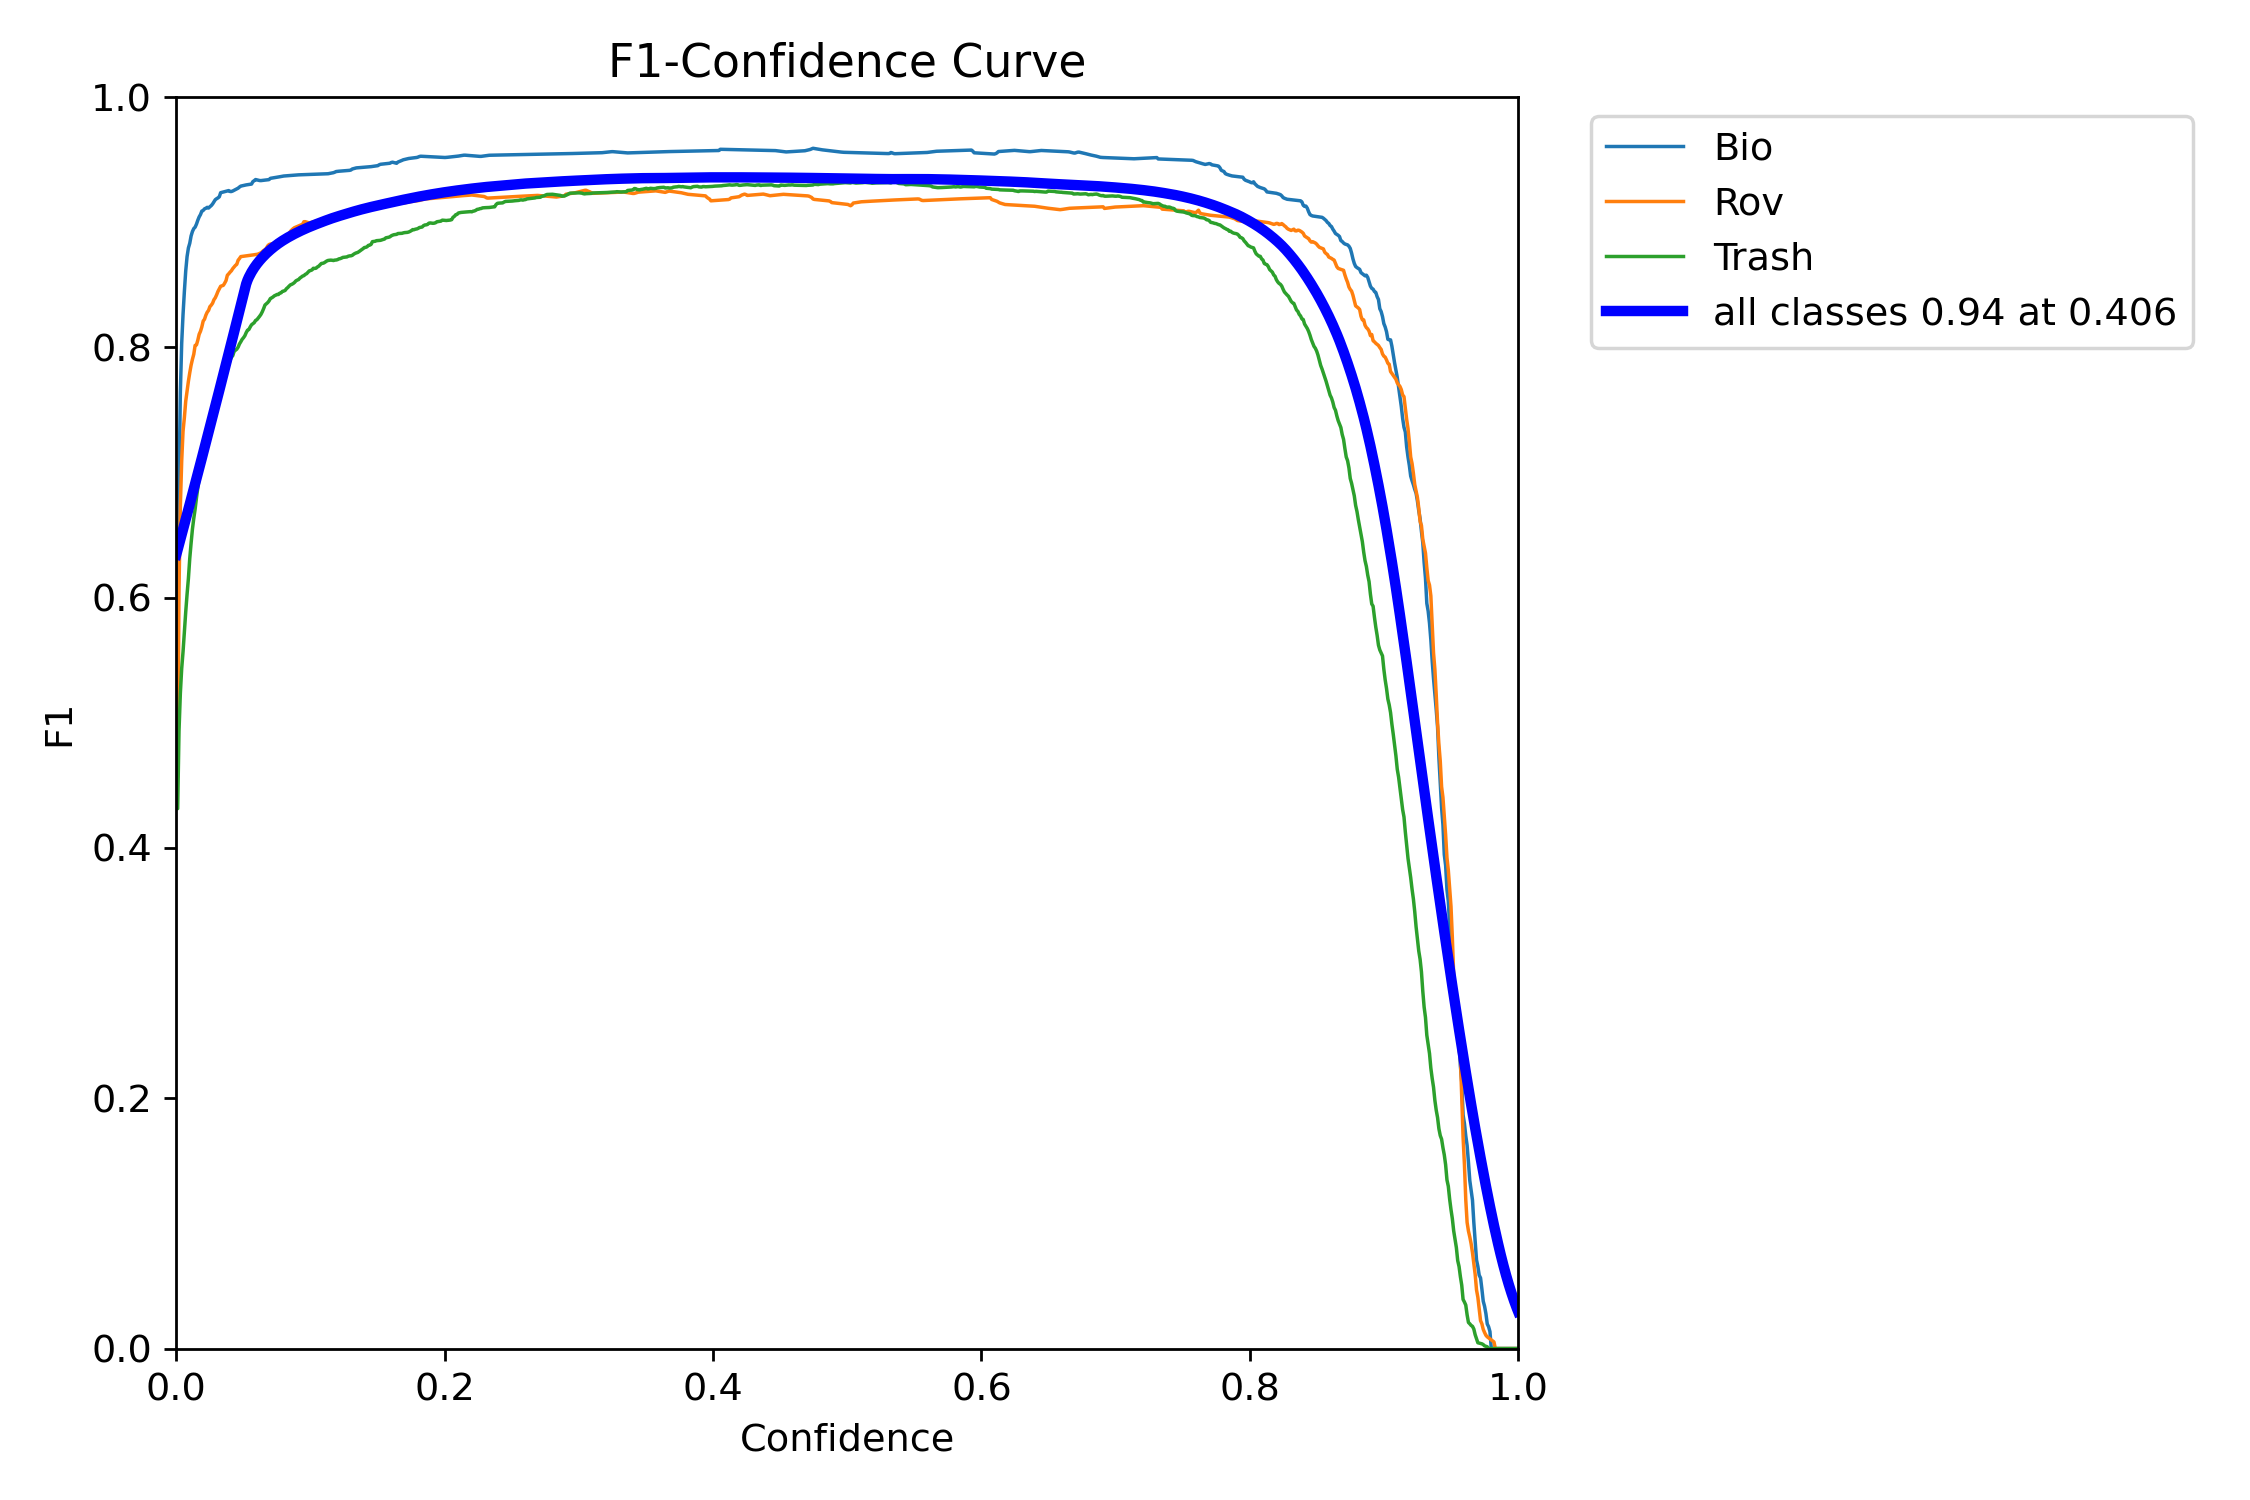 F1-Confidence Curve
1.0
0.8
0.6
0.4
0.2
0.0
F1
0.0 0.2 0.4 0.6 0.8 1.0
Confidence
Bio
Rov
Trash
all classes 0.94 at 0.406